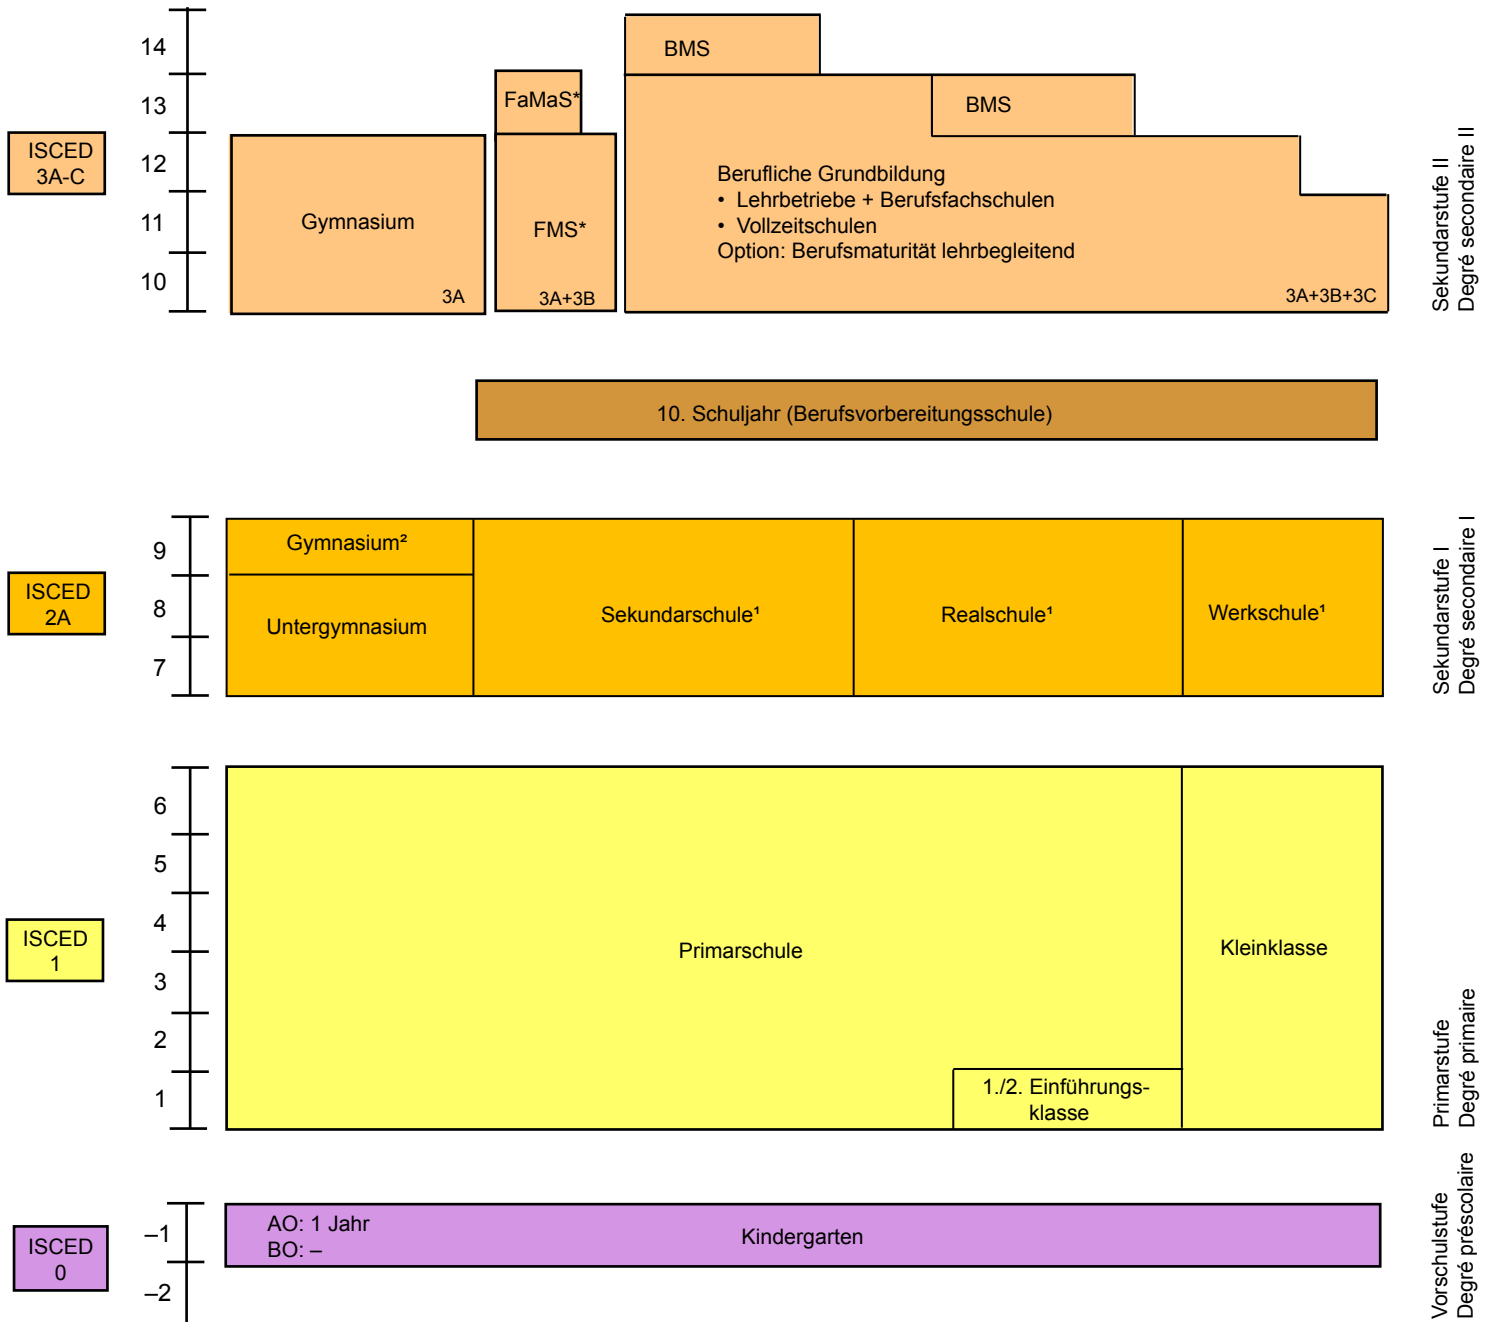 14
BMS
13
FaMaS*
BMS
ISCED
3A-C
12
Berufliche Grundbildung
• Lehrbetriebe + Berufsfachschulen
• Vollzeitschulen
Option: Berufsmaturität lehrbegleitend
11
Gymnasium
FMS*
10
3A
3A+3B
3A+3B+3C
Sekundarstufe II
Degré secondaire II
10. Schuljahr (Berufsvorbereitungsschule)
9
Gymnasium²
ISCED
2A
8
Untergymnasium
Sekundarschule¹
Realschule¹
Werkschule¹
7
Sekundarstufe I
Degré secondaire I
6
5
4
ISCED
1
Primarschule
Kleinklasse
3
2
1
1./2. Einführungs-
klasse
Primarstufe
Degré primaire
–1
AO: 1 Jahr
BO: –
Kindergarten
ISCED
0
–2
Vorschulstufe
Degré préscolaire